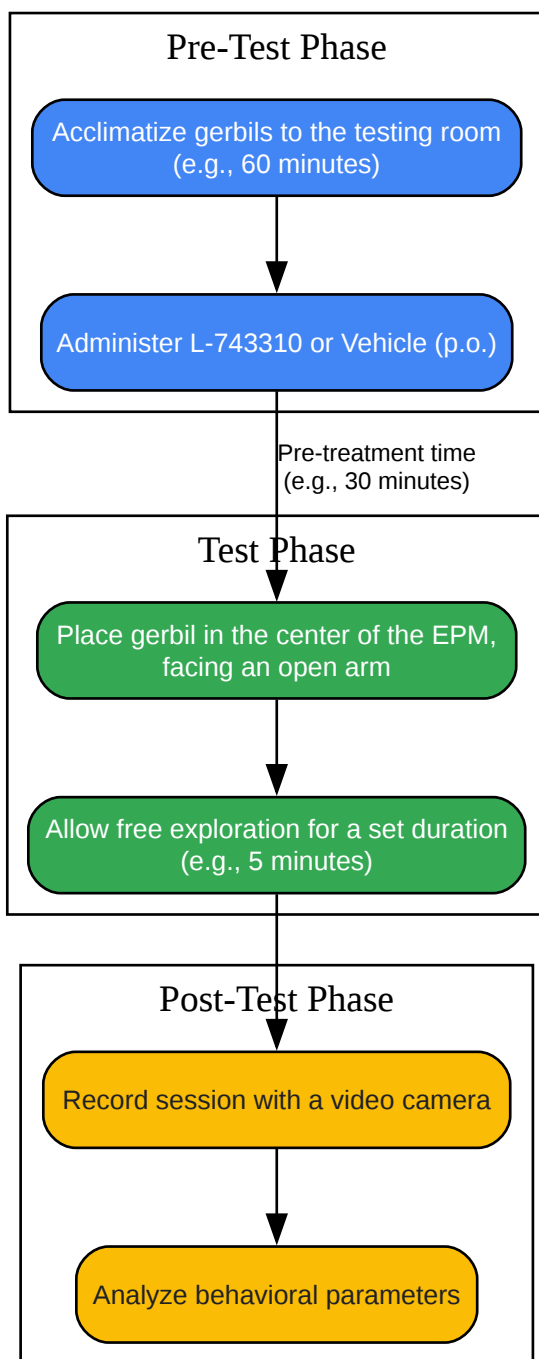 Pre-Test Phase
Acclimatize gerbils to the testing room
(e.g., 60 minutes)
Administer L-743310 or Vehicle (p.o.)
Pre-treatment time
(e.g., 30 minutes)
Test Phase
Place gerbil in the center of the EPM,
facing an open arm
Allow free exploration for a set duration
(e.g., 5 minutes)
Post-Test Phase
Record session with a video camera
Analyze behavioral parameters